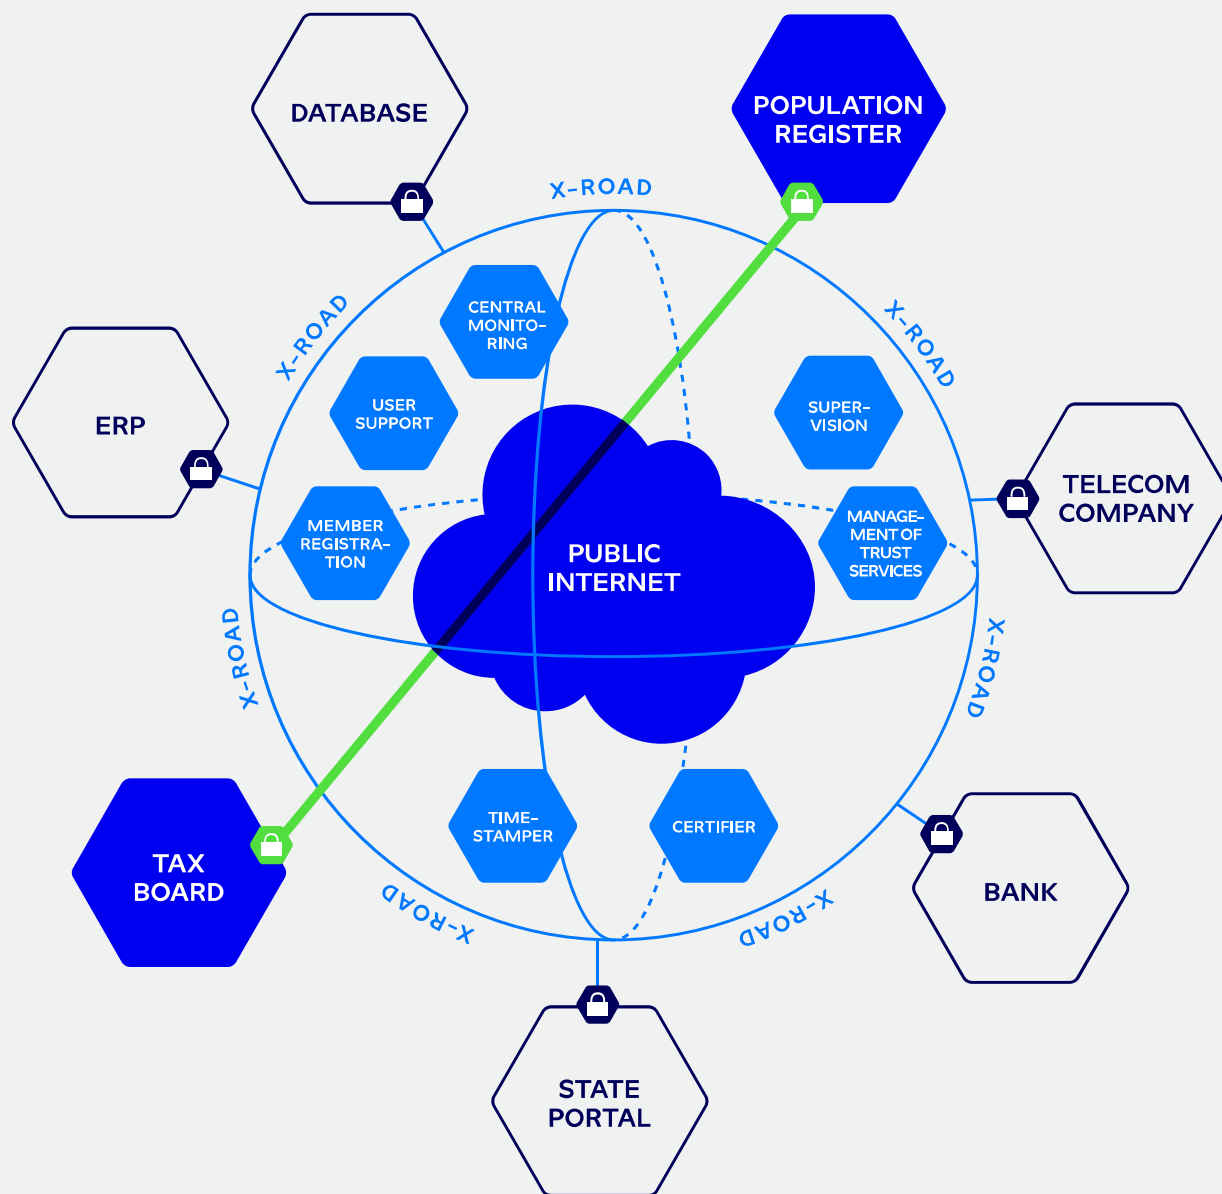 DATABASE
POPULATION
REGISTER
X-ROAD
X-ROAD
X-ROAD
CENTRAL
MONITO-
RING
USER
SUPPORT
SUPER-
VISION
ERP
TELECOM
COMPANY
MEMBER
REGISTRA-
TION
MANAGE-
MENT OF
TRUST
SERVICES
PUBLIC
INTERNET
X-ROAD
X-ROAD
TIME-
STAMPER
CERTIFIER
TAX
BOARD
BANK
X-ROAD
X-ROAD
STATE
PORTAL